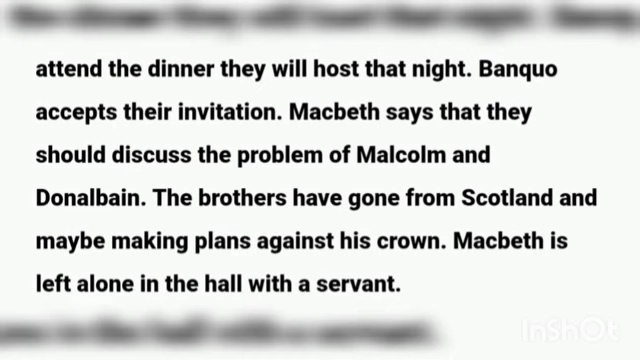 attend the dinner they will host that night. Banquo
accepts their invitation. Macbeth says that they
should discuss the problem of Malcolm and
Donalbain. The brothers have gone from Scotland and
maybe making plans against his crown. Macbeth is
left alone in the hall with a servant.
InShOt